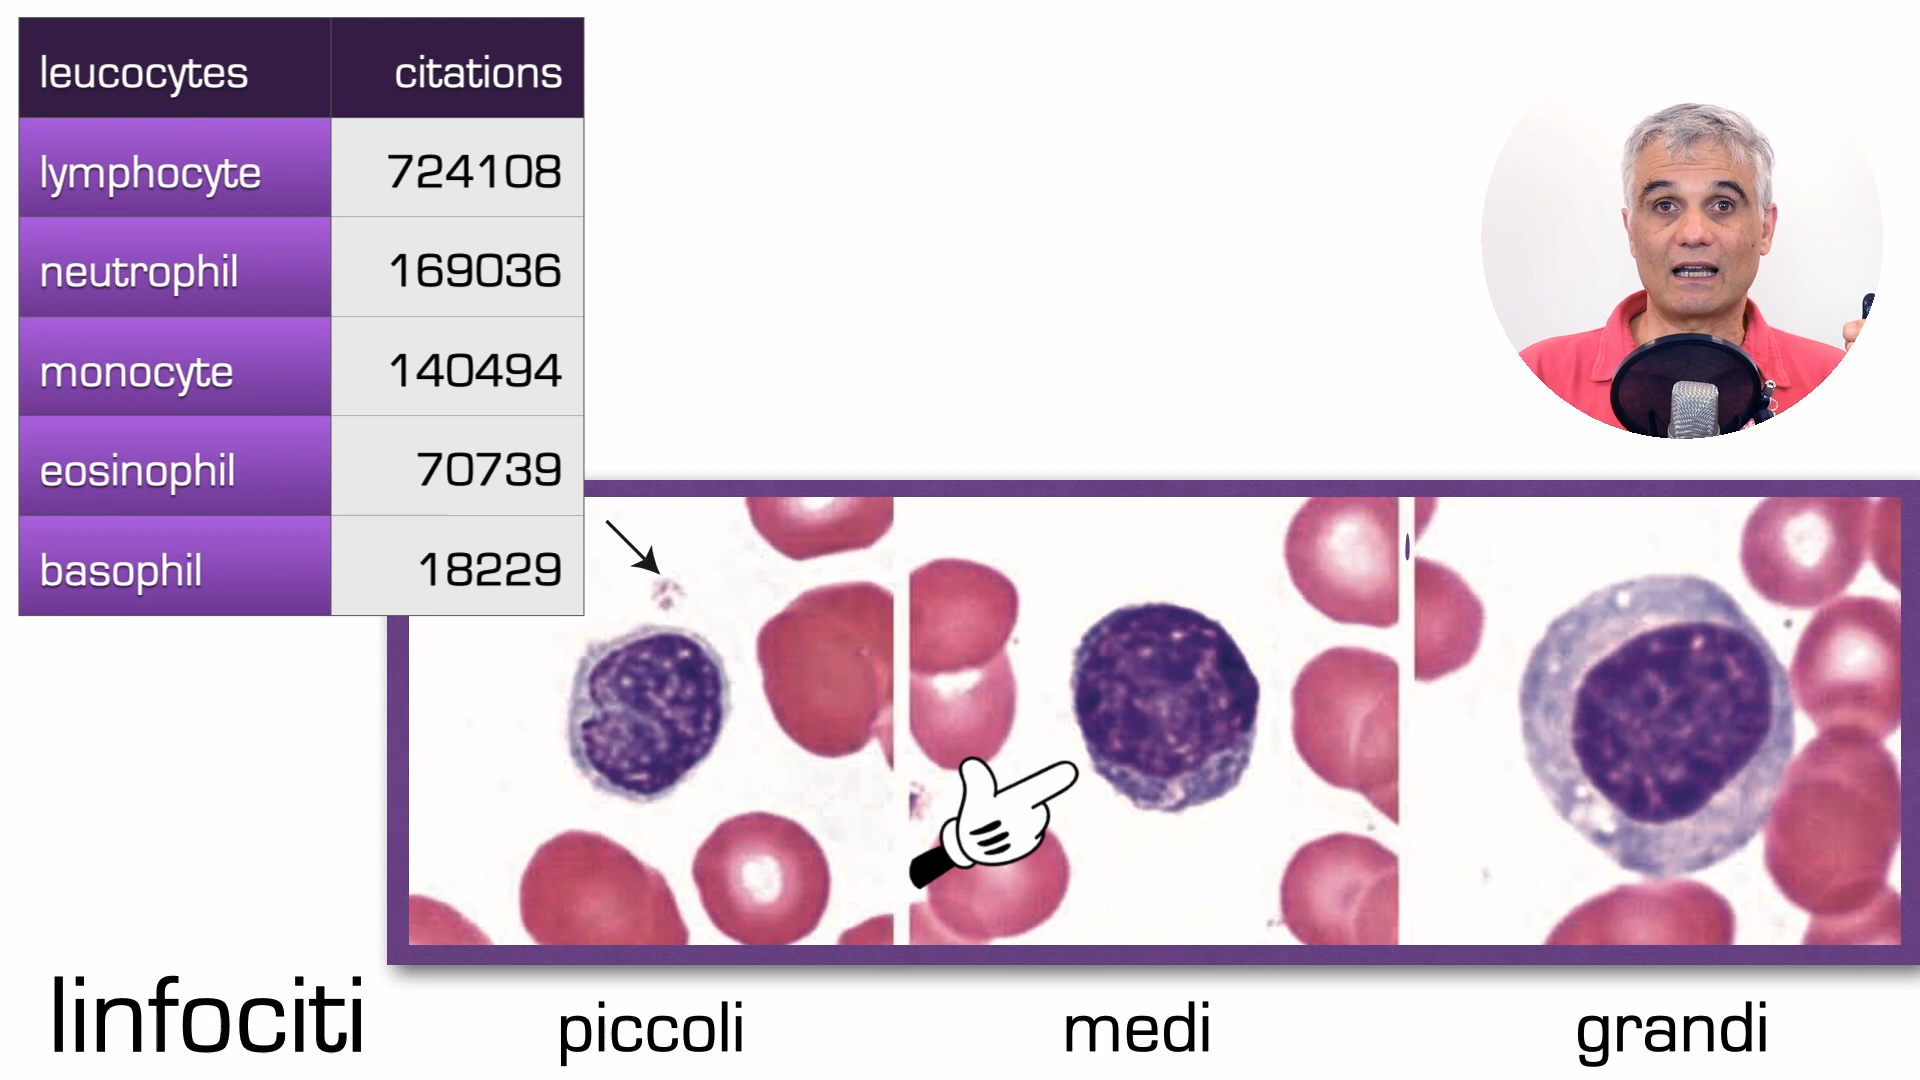 leucocytes citations
lymphocyte 724108
neutrophil 169036
monocyte 140494
eosinophil 70739
basophil 18229
linfociti piccoli medi grandi